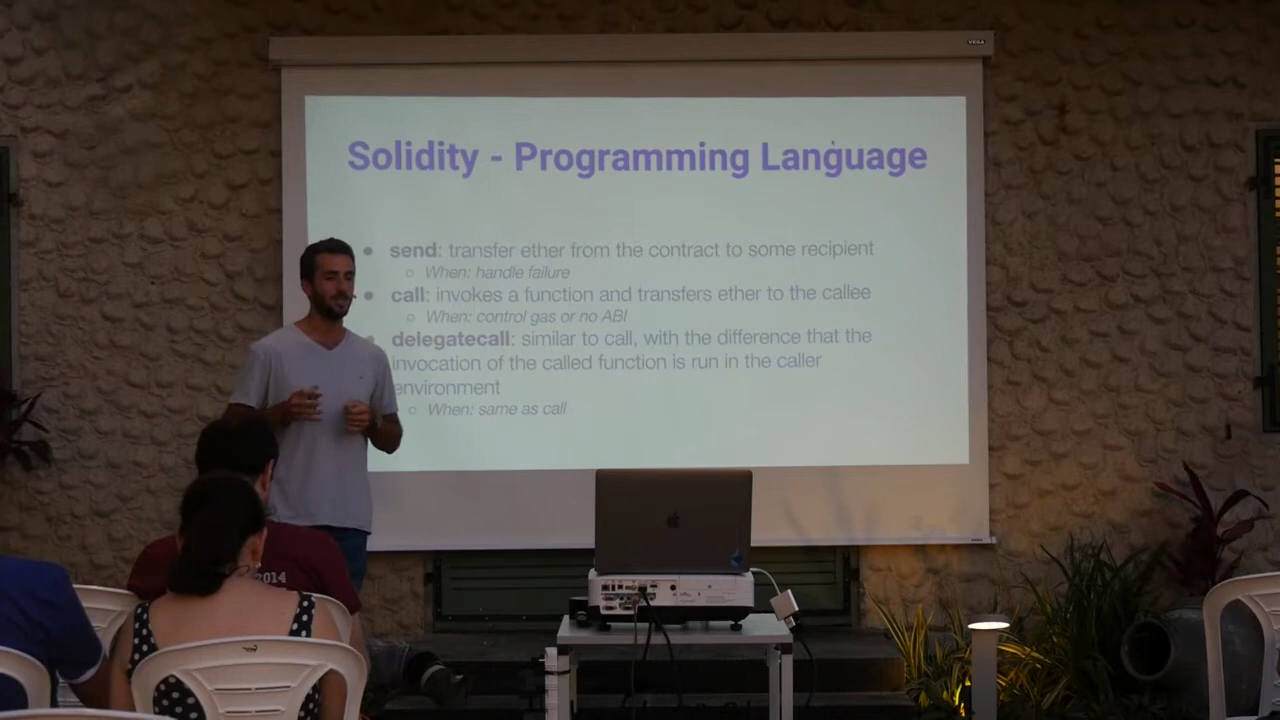 VEGA
Solidity - Programming Language
send: transfer ether from the contract to some recipient
When: handle failure
call: invokes a function and transfers ether to the callee
When: control gas or no ABI
delegatecall: similar to call, with the difference that the
invocation of the called function is run in the caller
environment
When: same as call
2014